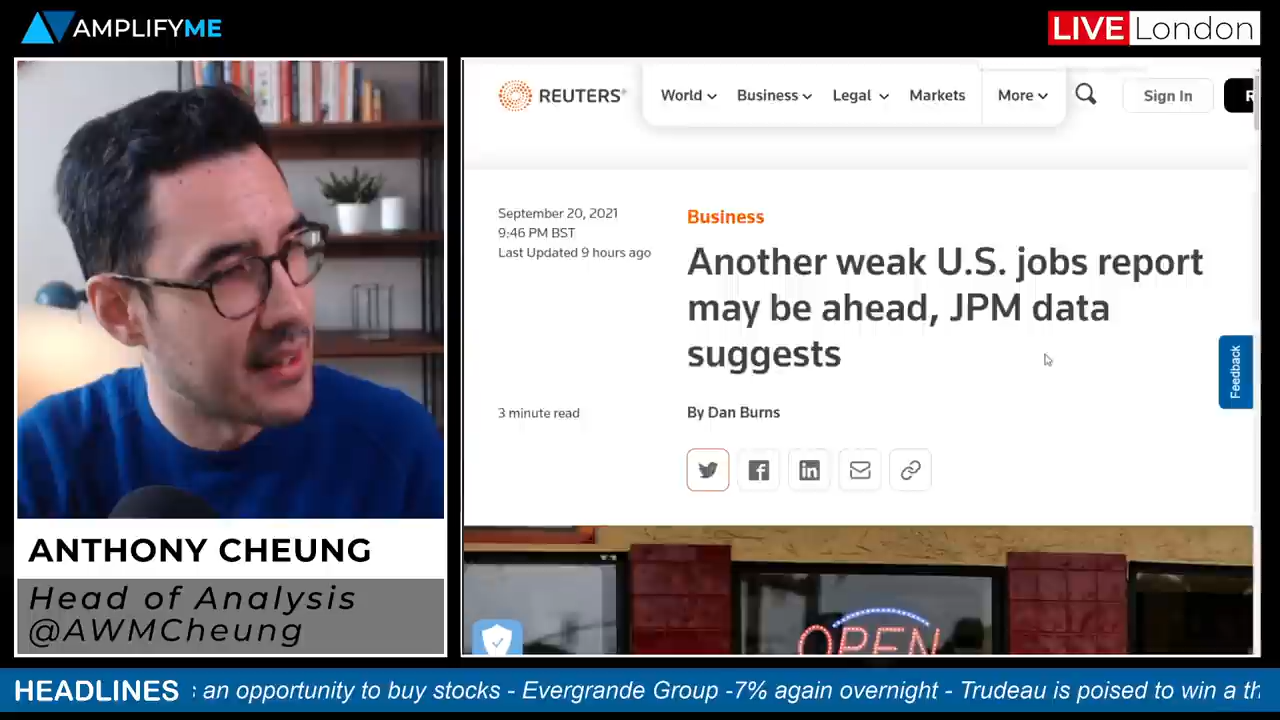 AMPLIFYME
LIVE London
REUTERS
World Business Legal Markets More Sign In R
September 20, 2021
9:46 PM BST
Last Updated 9 hours ago
Business
Another weak U.S. jobs report
may be ahead, JPM data
suggests
Feedback
3 minute read
By Dan Burns
OPEN
ANTHONY CHEUNG
Head of Analysis
@AWMCheung
HEADLINES : an opportunity to buy stocks - Evergrande Group -7% again overnight - Trudeau is poised to win a th